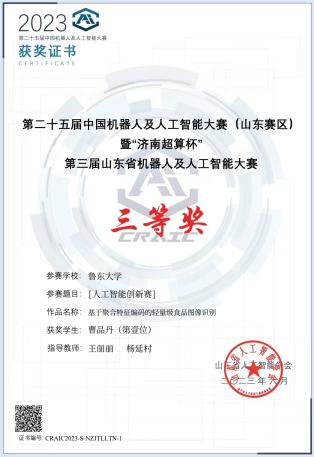 2023
第二十五届中国机器人及人工智能大赛
获奖证书
CERTIFICATE
第二十五届中国机器人及人工智能大赛（山东赛区）
暨“济南超算杯”
第三届山东省机器人及人工智能大赛
CRAIC
三等奖
参赛学校： 鲁东大学
参赛题目： [人工智能创新赛]
作品名称： 基于聚合特征编码的轻量级食品图像识别
获奖学生： 曹品丹（第壹位）
指导教师： 王丽丽 杨延村
山东省人工智能学会
二〇二三年六月
证书编号：CRAIC2023-S-NZJTLLTN-1